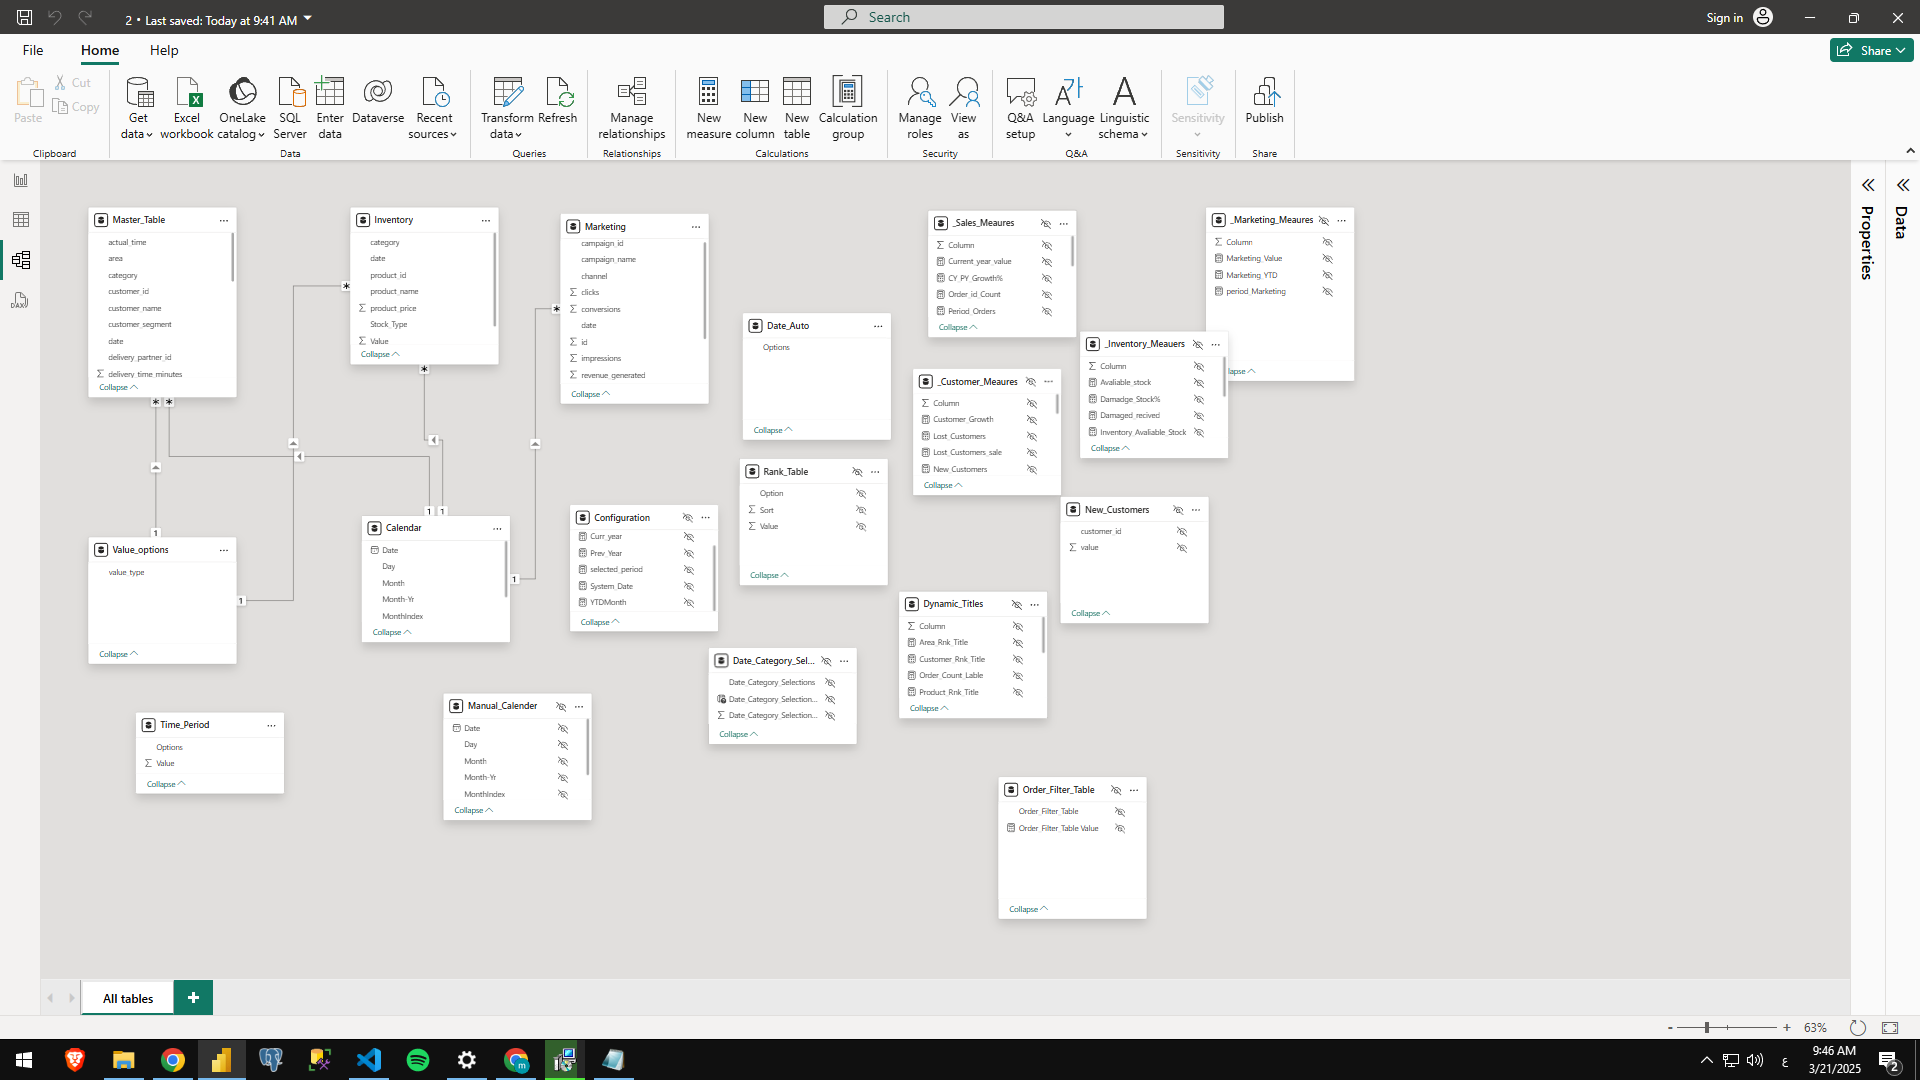 2 • Last saved: Today at 9:41 AM
Search
Sign in
File
Home
Help
Share
Paste
Cut
Copy
Clipboard
Get data
Excel workbook
OneLake catalog
SQL Server
Enter data
Dataverse
Recent sources
Data
Transform data
Refresh
Queries
Manage relationships
Relationships
New measure
New column
New table
Calculation group
Calculations
Manage roles
View as
Security
Q&A setup
Language
Linguistic schema
Q&A
Sensitivity
Sensitivity
Publish
Share
Properties
Data
Master_Table
actual_time
area
category
customer_id
customer_name
customer_segment
date
delivery_partner_id
delivery_time_minutes
Collapse
Inventory
category
date
product_id
product_name
product_price
Stock_Type
Value
Collapse
Marketing
campaign_id
campaign_name
channel
clicks
conversions
date
id
impressions
revenue_generated
Collapse
Date_Auto
Options
Collapse
_Sales_Meaures
Column
Current_year_value
CY_PY_Growth%
Order_id_Count
Period_Orders
Collapse
_Marketing_Meaures
Column
Marketing_Value
Marketing_YTD
period_Marketing
lapse
_Inventory_Meauers
Column
Avaliable_stock
Damadge_Stock%
Damaged_recived
Inventory_Avaliable_Stock
Collapse
_Customer_Meaures
Column
Customer_Growth
Lost_Customers
Lost_Customers_sale
New_Customers
Collapse
Rank_Table
Option
Sort
Value
Collapse
New_Customers
customer_id
value
Collapse
Value_options
value_type
Collapse
Calendar
Date
Day
Month
Month-Yr
MonthIndex
Collapse
Configuration
Curr_year
Prev_Year
selected_period
System_Date
YTDMonth
Collapse
Dynamic_Titles
Column
Area_Rnk_Title
Customer_Rnk_Title
Order_Count_Lable
Product_Rnk_Title
Collapse
Date_Category_Sel...
Date_Category_Selections
Date_Category_Selection...
Date_Category_Selection...
Collapse
Time_Period
Options
Value
Collapse
Manual_Calender
Date
Day
Month
Month-Yr
MonthIndex
Collapse
Order_Filter_Table
Order_Filter_Table
Order_Filter_Table Value
Collapse
All tables
63%
ع
9:46 AM
3/21/2025
2